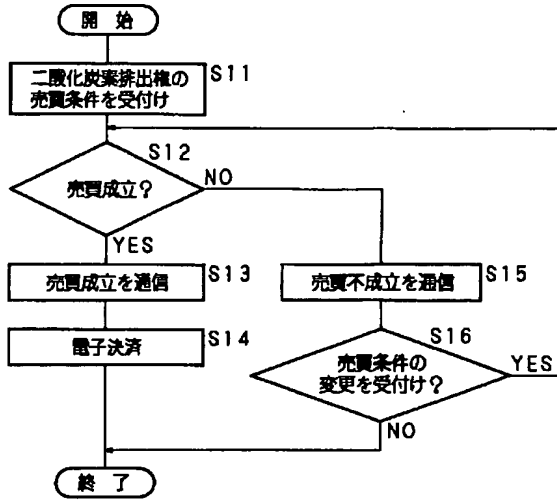 開始
二酸化炭素排出権の
売買条件を受付け
S11
S12
売買成立？
NO
YES
売買成立を通信
S13
売買不成立を通信
S15
電子決済
S14
S16
売買条件の
変更を受付け？
YES
NO
終了